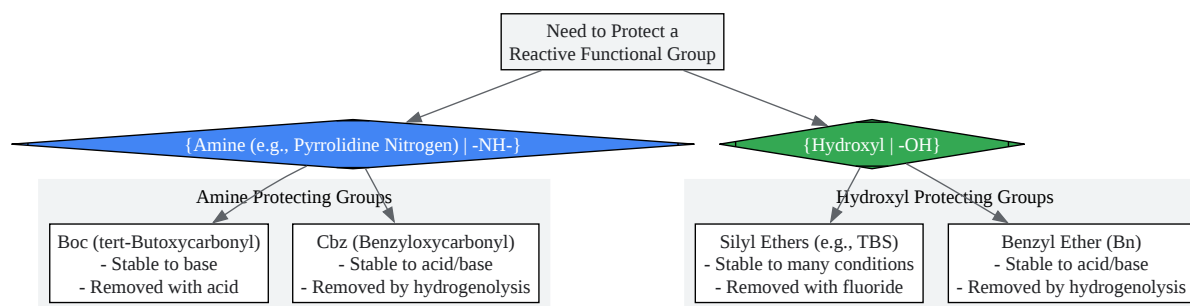 Need to Protect a
Reactive Functional Group
{Amine (e.g., Pyrrolidine Nitrogen) | -NH-}
{Hydroxyl | -OH}
Amine Protecting Groups
Hydroxyl Protecting Groups
Boc (tert-Butoxycarbonyl)
- Stable to base
- Removed with acid
Cbz (Benzyloxycarbonyl)
- Stable to acid/base
- Removed by hydrogenolysis
Silyl Ethers (e.g., TBS)
- Stable to many conditions
- Removed with fluoride
Benzyl Ether (Bn)
- Stable to acid/base
- Removed by hydrogenolysis